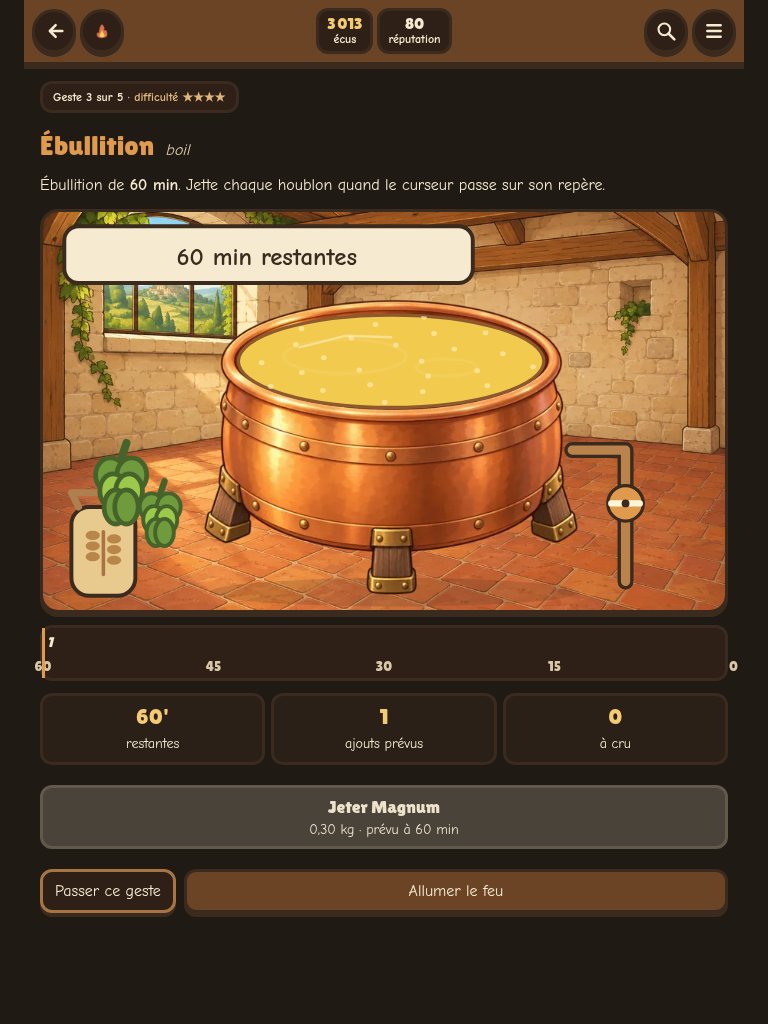 3 013
écus
80
réputation
Geste 3 sur 5 · difficulté ★★★★
Ébullition boil
Ébullition de 60 min. Jette chaque houblon quand le curseur passe sur son repère.
60 min restantes
1
60 45 30 15 0
60'
restantes
1
ajouts prévus
0
à cru
Jeter Magnum
0,30 kg · prévu à 60 min
Passer ce geste
Allumer le feu